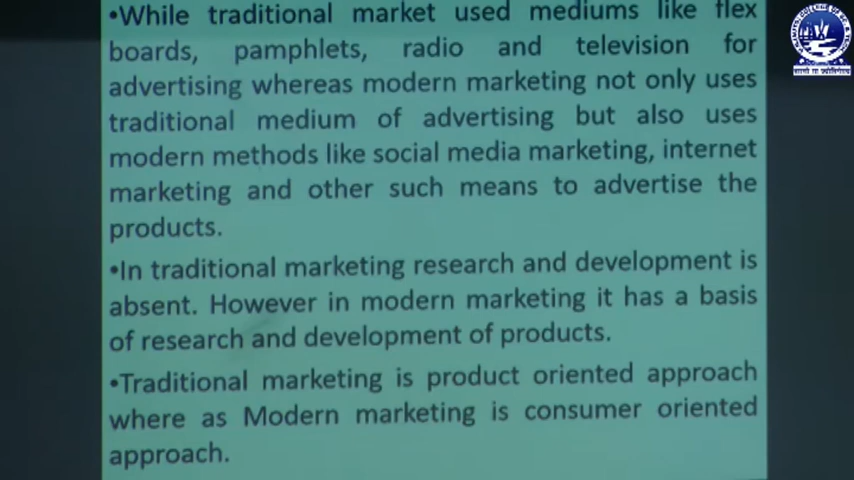 •While traditional market used mediums like flex
boards, pamphlets, radio and television for
advertising whereas modern marketing not only uses
traditional medium of advertising but also uses
modern methods like social media marketing, internet
marketing and other such means to advertise the
products.
•In traditional marketing research and development is
absent. However in modern marketing it has a basis
of research and development of products.
•Traditional marketing is product oriented approach
where as Modern marketing is consumer oriented
approach.